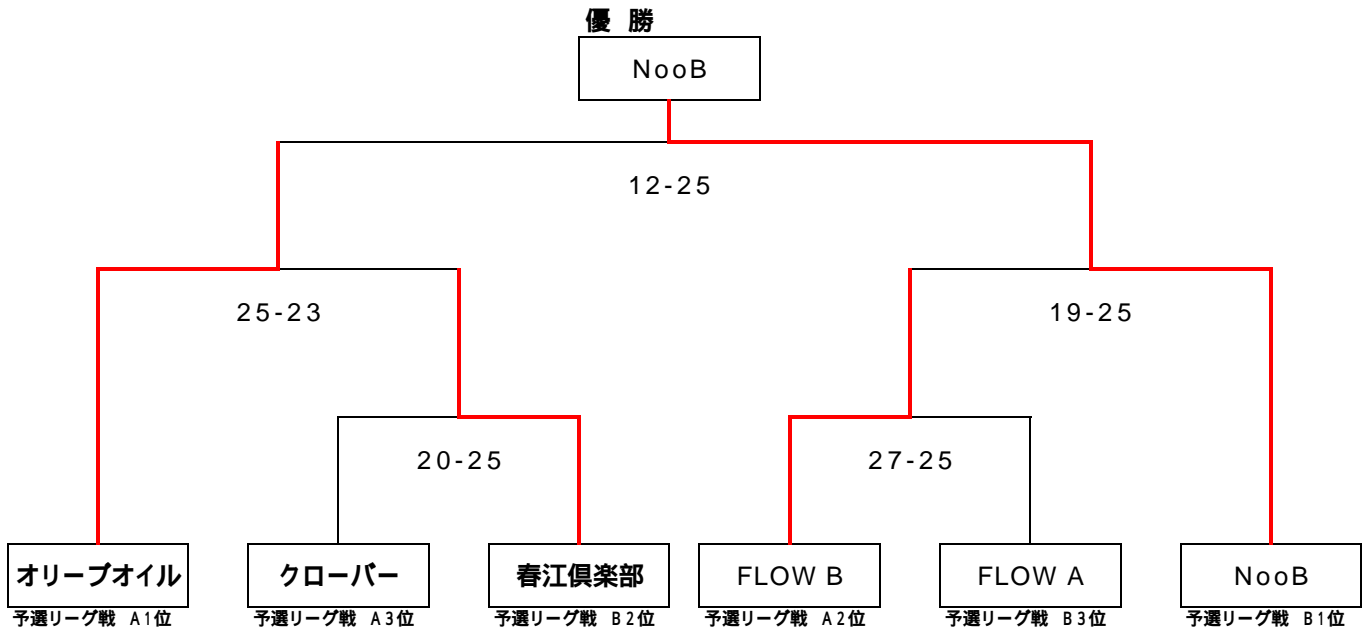 優 勝
NooB
12-25
25-23
19-25
20-25
27-25
オリーブオイル
クローバー
春江倶楽部
FLOW B
FLOW A
NooB
予選リーグ戦 A1位
予選リーグ戦 A3位
予選リーグ戦 B2位
予選リーグ戦 A2位
予選リーグ戦 B3位
予選リーグ戦 B1位